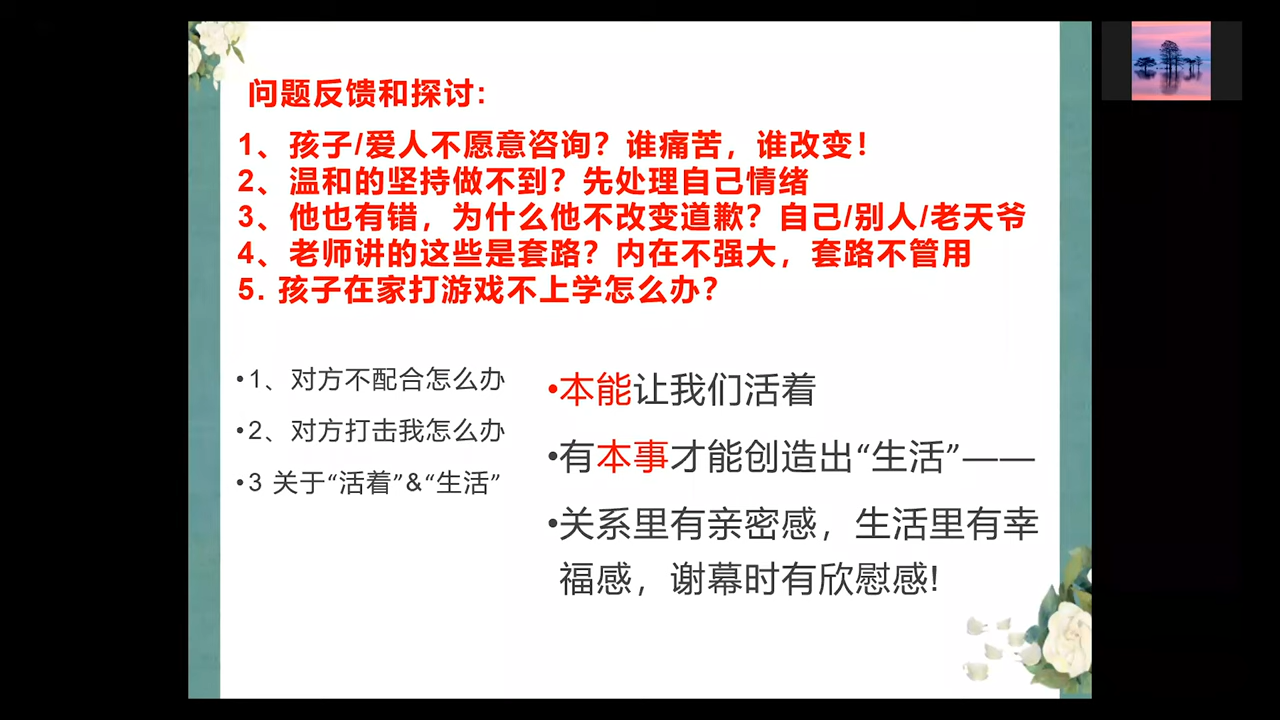 问题反馈和探讨：
1、孩子/爱人不愿意咨询？谁痛苦，谁改变！
2、温和的坚持做不到？先处理自己情绪
3、他也有错，为什么他不改变道歉？自己/别人/老天爷
4、老师讲的这些是套路？内在不强大，套路不管用
5. 孩子在家打游戏不上学怎么办？
•1、对方不配合怎么办
•2、对方打击我怎么办
•3 关于“活着”&“生活”
•本能让我们活着
•有本事才能创造出“生活”——
•关系里有亲密感，生活里有幸
福感，谢幕时有欣慰感!